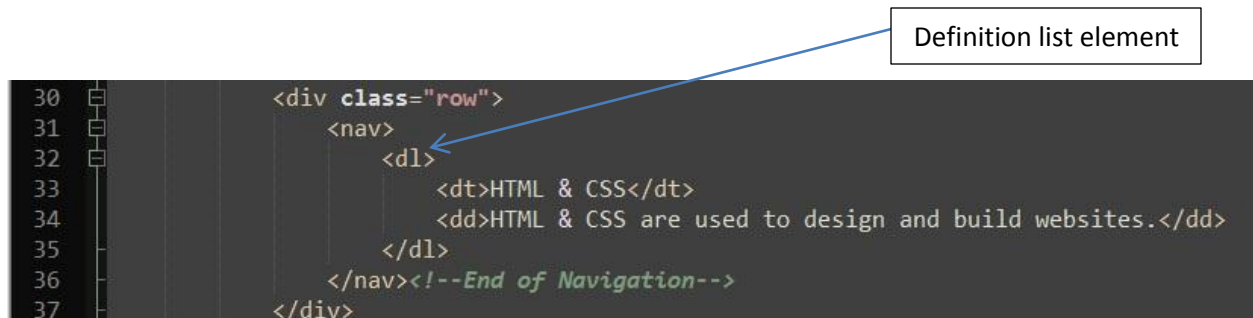 Definition list element
30 <div class="row">
31 <nav>
32 <dl>
33 <dt>HTML & CSS</dt>
34 <dd>HTML & CSS are used to design and build websites.</dd>
35 </dl>
36 </nav><!--End of Navigation-->
37 </div>